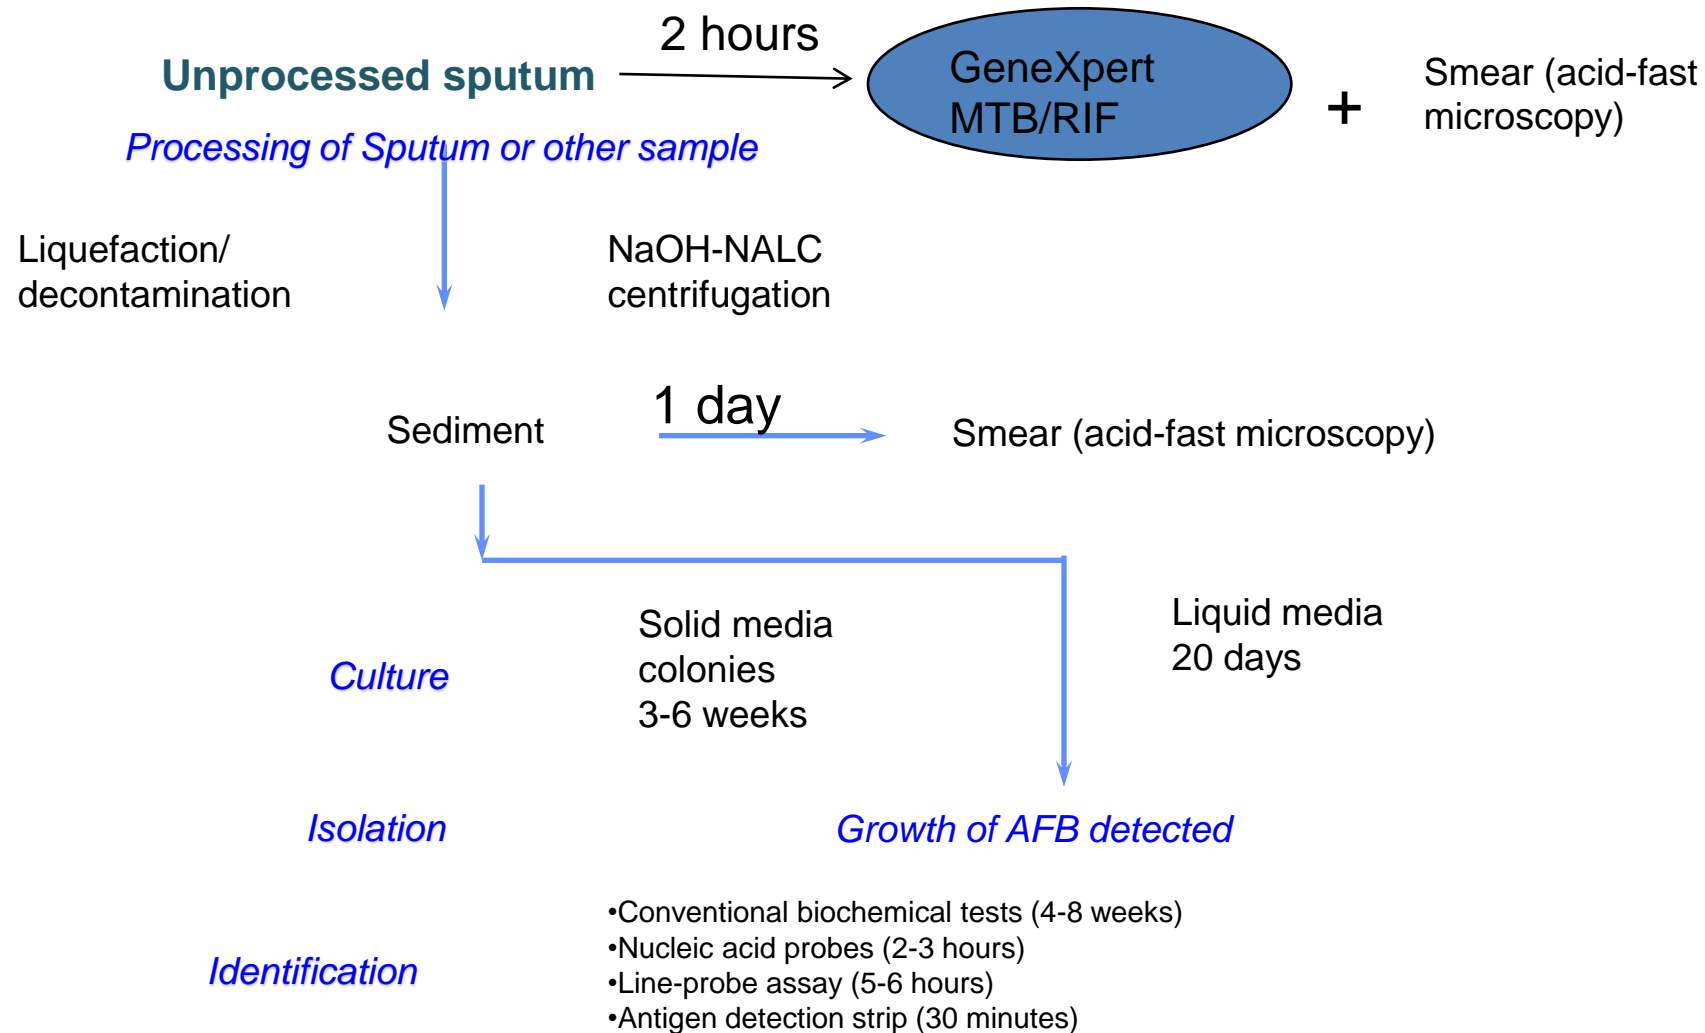 2 hours
Unprocessed sputum
GeneXpert
MTB/RIF
+
Smear (acid-fast
microscopy)
Processing of Sputum or other sample
Liquefaction/
decontamination
NaOH-NALC
centrifugation
Sediment
1 day
Smear (acid-fast microscopy)
Culture
Solid media
colonies
3-6 weeks
Liquid media
20 days
Isolation
Growth of AFB detected
Identification
•Conventional biochemical tests (4-8 weeks)
•Nucleic acid probes (2-3 hours)
•Line-probe assay (5-6 hours)
•Antigen detection strip (30 minutes)